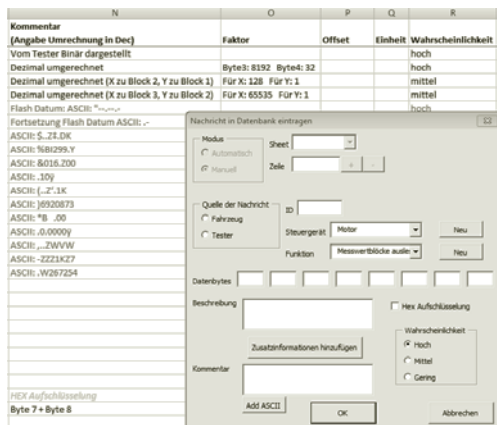 N O P Q R
Kommentar
(Angabe Umrechnung in Dec) Faktor Offset Einheit Wahrscheinlichkeit
Vom Tester Binär dargestellt hoch
Dezimal umgerechnet Byte3: 8192 Byte4: 32 hoch
Dezimal umgerechnet (X zu Block 2, Y zu Block 1) Für X: 128 Für Y: 1 mittel
Dezimal umgerechnet (X zu Block 3, Y zu Block 2) Für X: 65535 Für Y: 1 mittel
Flash Datum: ASCII: "--.--.- hoch
Fortsetzung Flash Datum ASCII: .-
ASCII: $..Z‡.DK
ASCII: %BI299.Y
ASCII: &016.Z00
ASCII: .10ÿ
ASCII: (..Z'.1K
ASCII: )6920873
ASCII: *B .00
ASCII: .0.0000ÿ
ASCII: ,..ZWVW
ASCII: -ZZZ1KZ7
ASCII: .W267254
HEX Aufschlüsselung
Byte 7 + Byte 8
Nachricht in Datenbank eintragen
Modus
Automatisch
Manuell
Sheet
Zeile + -
Quelle der Nachricht
Fahrzeug
Tester
ID
Steuergerät Motor Neu
Funktion Messwertblöcke ausle Neu
Datenbytes
Beschreibung
Hex Aufschlüsselung
Zusatzinformationen hinzufügen
Wahrscheinlichkeit
Hoch
Mittel
Gering
Kommentar
Add ASCII
OK
Abbrechen